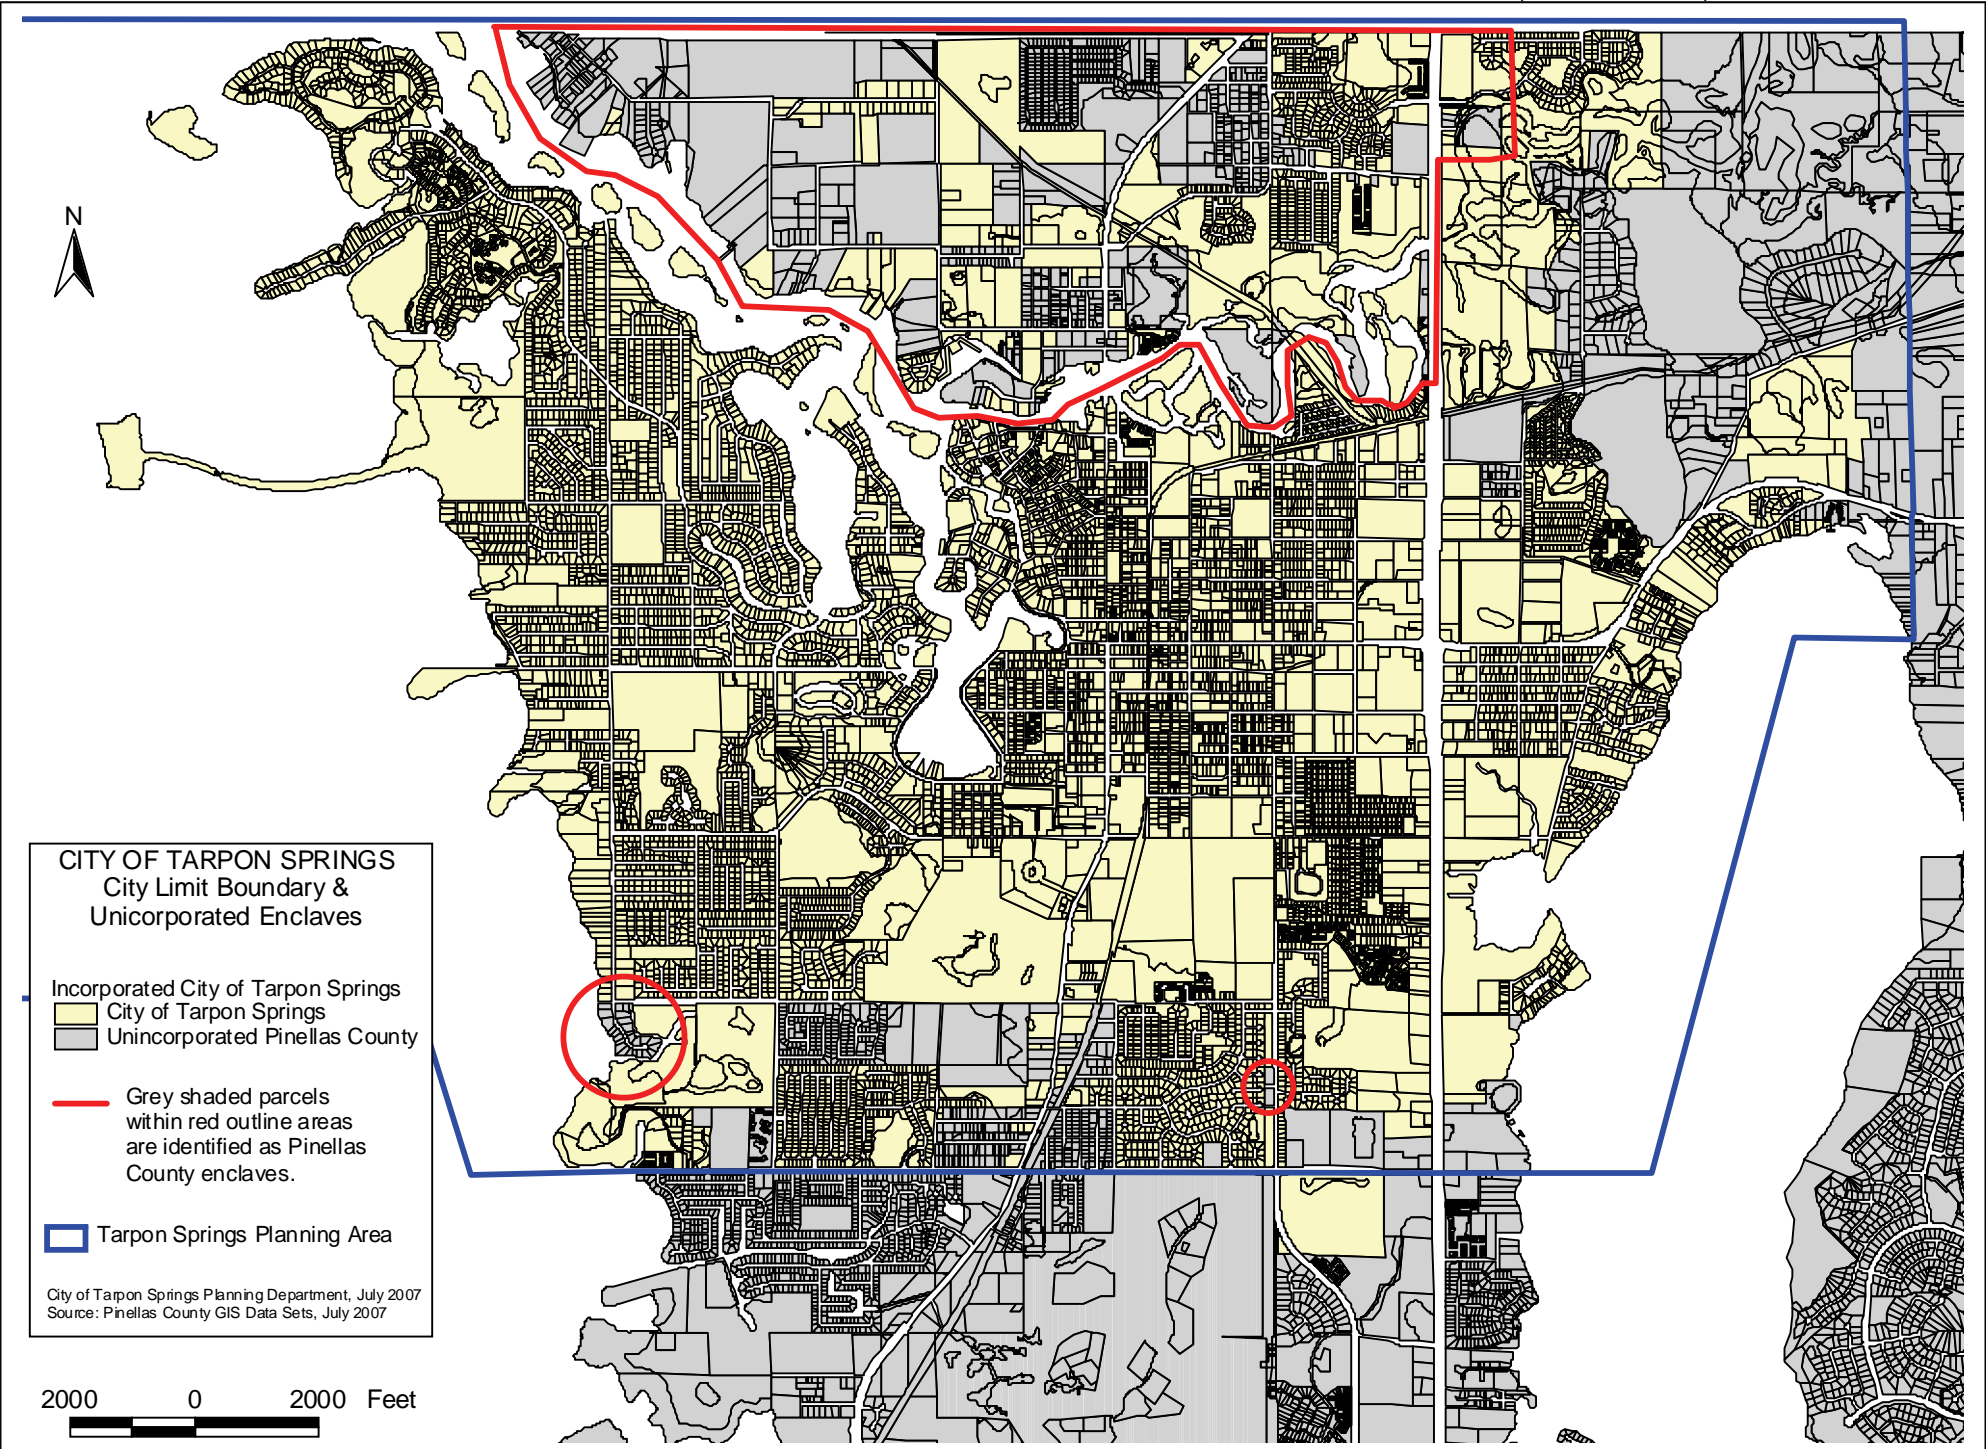 N
CITY OF TARPON SPRINGS
City Limit Boundary &
Unicorporated Enclaves
Incorporated City of Tarpon Springs
City of Tarpon Springs
Unincorporated Pinellas County
Grey shaded parcels
within red outline areas
are identified as Pinellas
County enclaves.
Tarpon Springs Planning Area
City of Tarpon Springs Planning Department, July 2007
Source: Pinellas County GIS Data Sets, July 2007
2000 0 2000 Feet